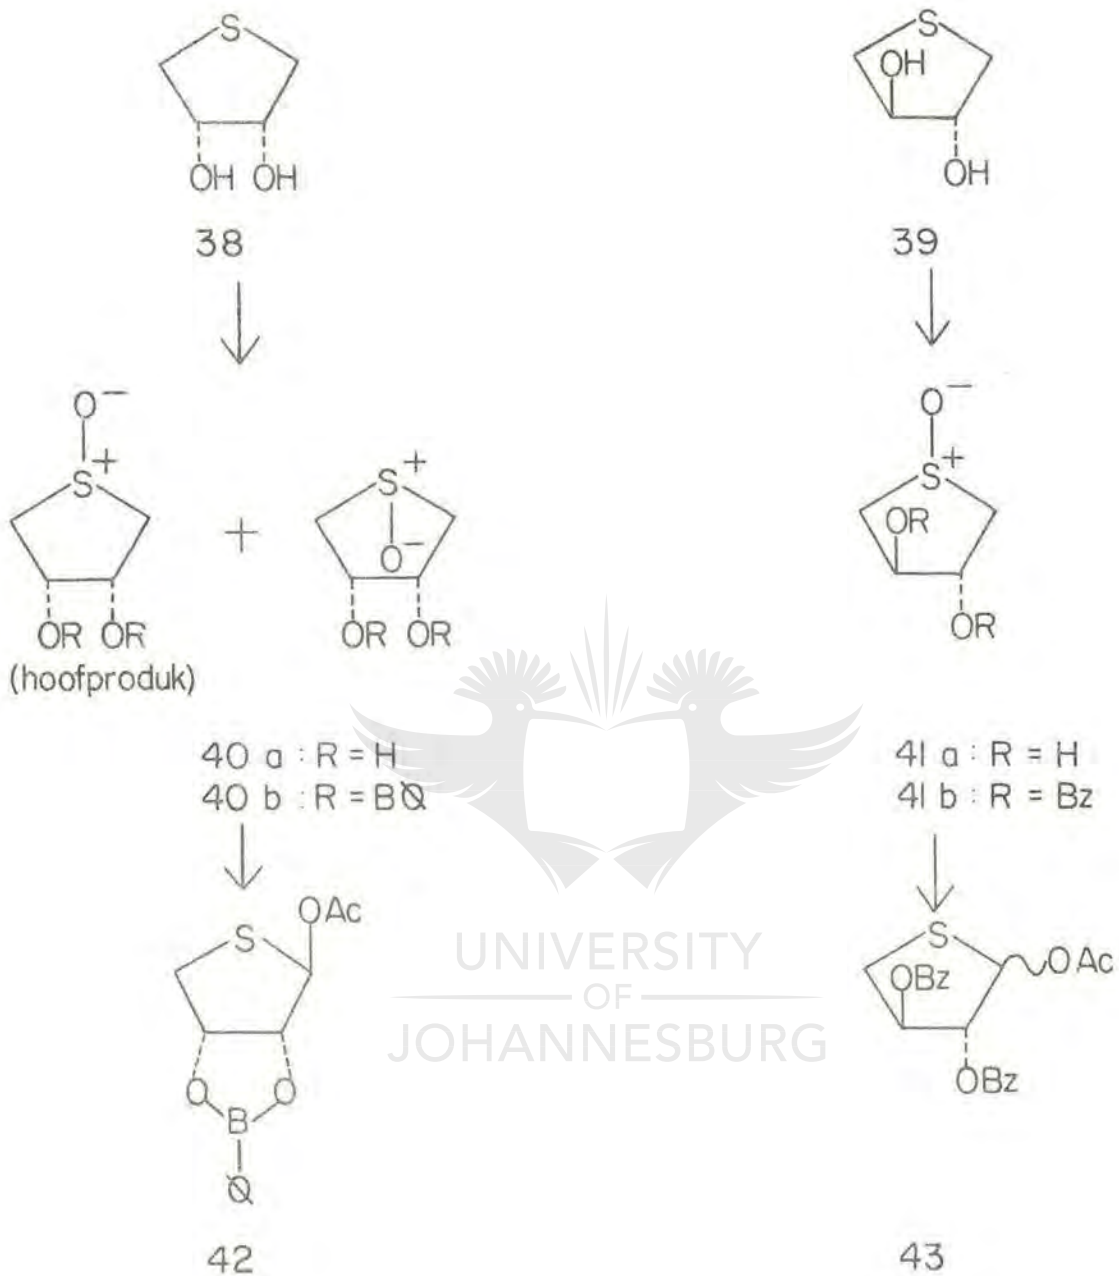 S
OH OH
38
S
OH
OH
39
O−
S+
OR OR
(hoofproduk)
+
S+
O−
OR OR
40 a : R = H
40 b : R = BØ
O−
S+
OR
OR
41 a : R = H
41 b : R = Bz
S
OAc
O
O
B
Ø
42
S
OAc
OBz
OBz
43
UNIVERSITY
OF
JOHANNESBURG